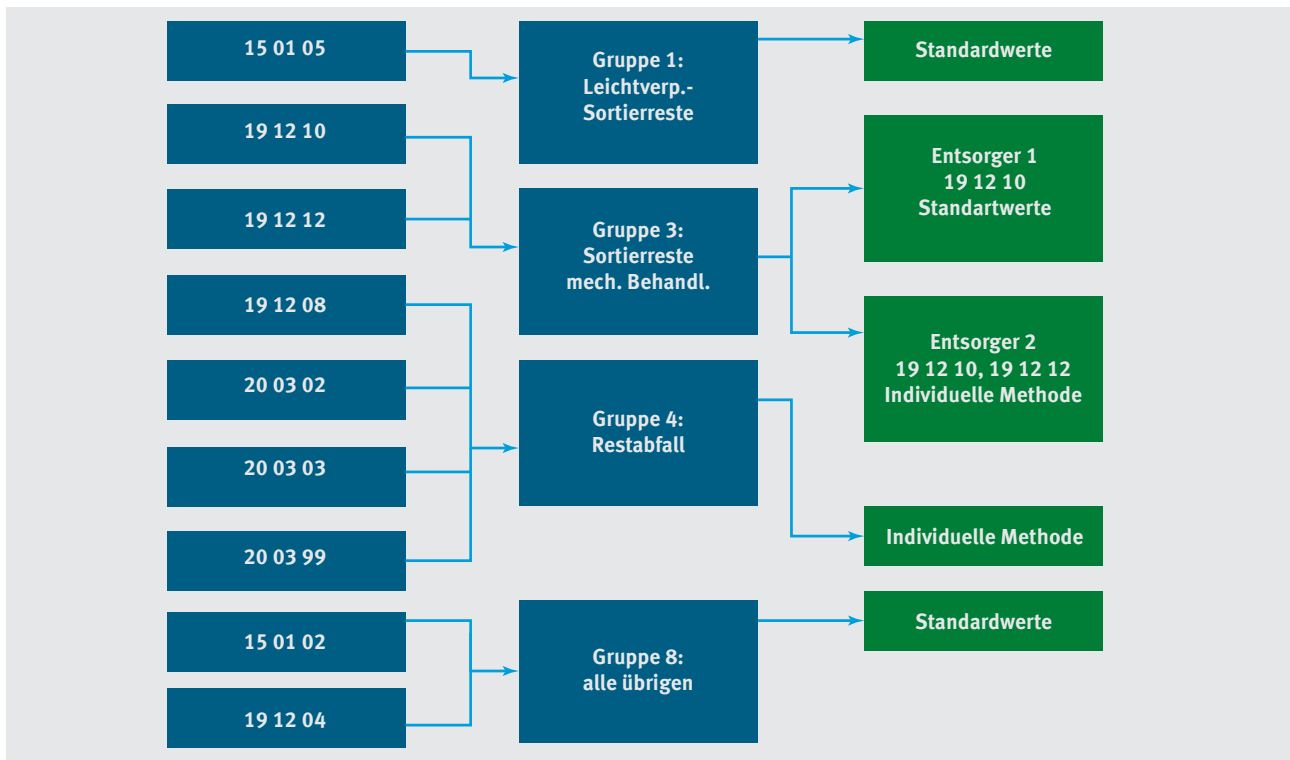 15 01 05
19 12 10
19 12 12
19 12 08
20 03 02
20 03 03
20 03 99
15 01 02
19 12 04
Gruppe 1:
Leichtverp.-
Sortierreste
Gruppe 3:
Sortierreste
mech. Behandl.
Gruppe 4:
Restabfall
Gruppe 8:
alle übrigen
Standardwerte
Entsorger 1
19 12 10
Standartwerte
Entsorger 2
19 12 10, 19 12 12
Individuelle Methode
Individuelle Methode
Standardwerte